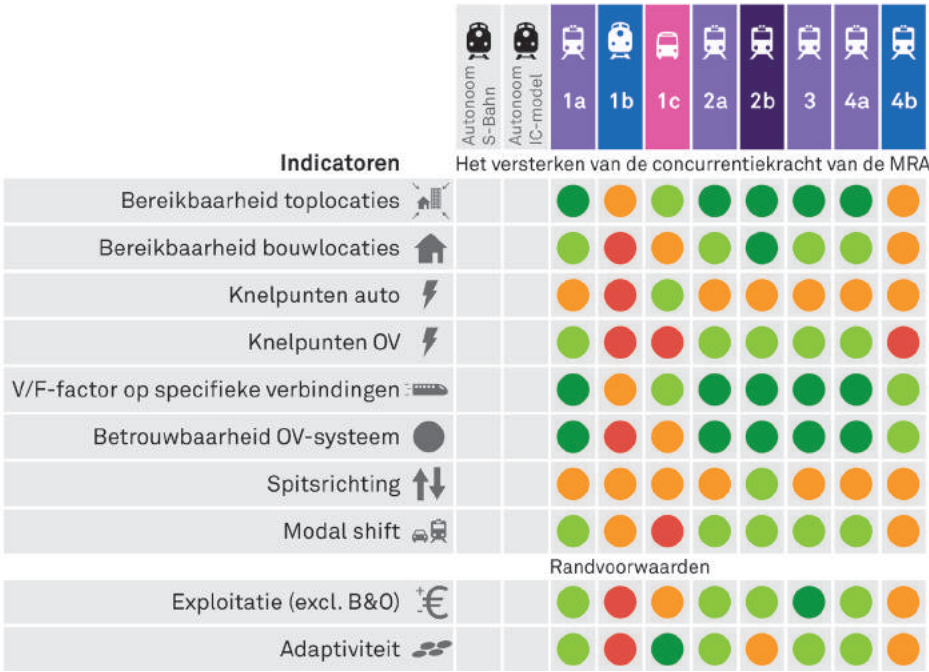 Autonoom
S-Bahn
Autonoom
IC-model
1a
1b
1c
2a
2b
3
4a
4b
Indicatoren
Het versterken van de concurrentiekracht van de MRA
Bereikbaarheid toplocaties
Bereikbaarheid bouwlocaties
Knelpunten auto
Knelpunten OV
V/F-factor op specifieke verbindingen
Betrouwbaarheid OV-systeem
Spitsrichting
Modal shift
Randvoorwaarden
Exploitatie (excl. B&O)
Adaptiviteit